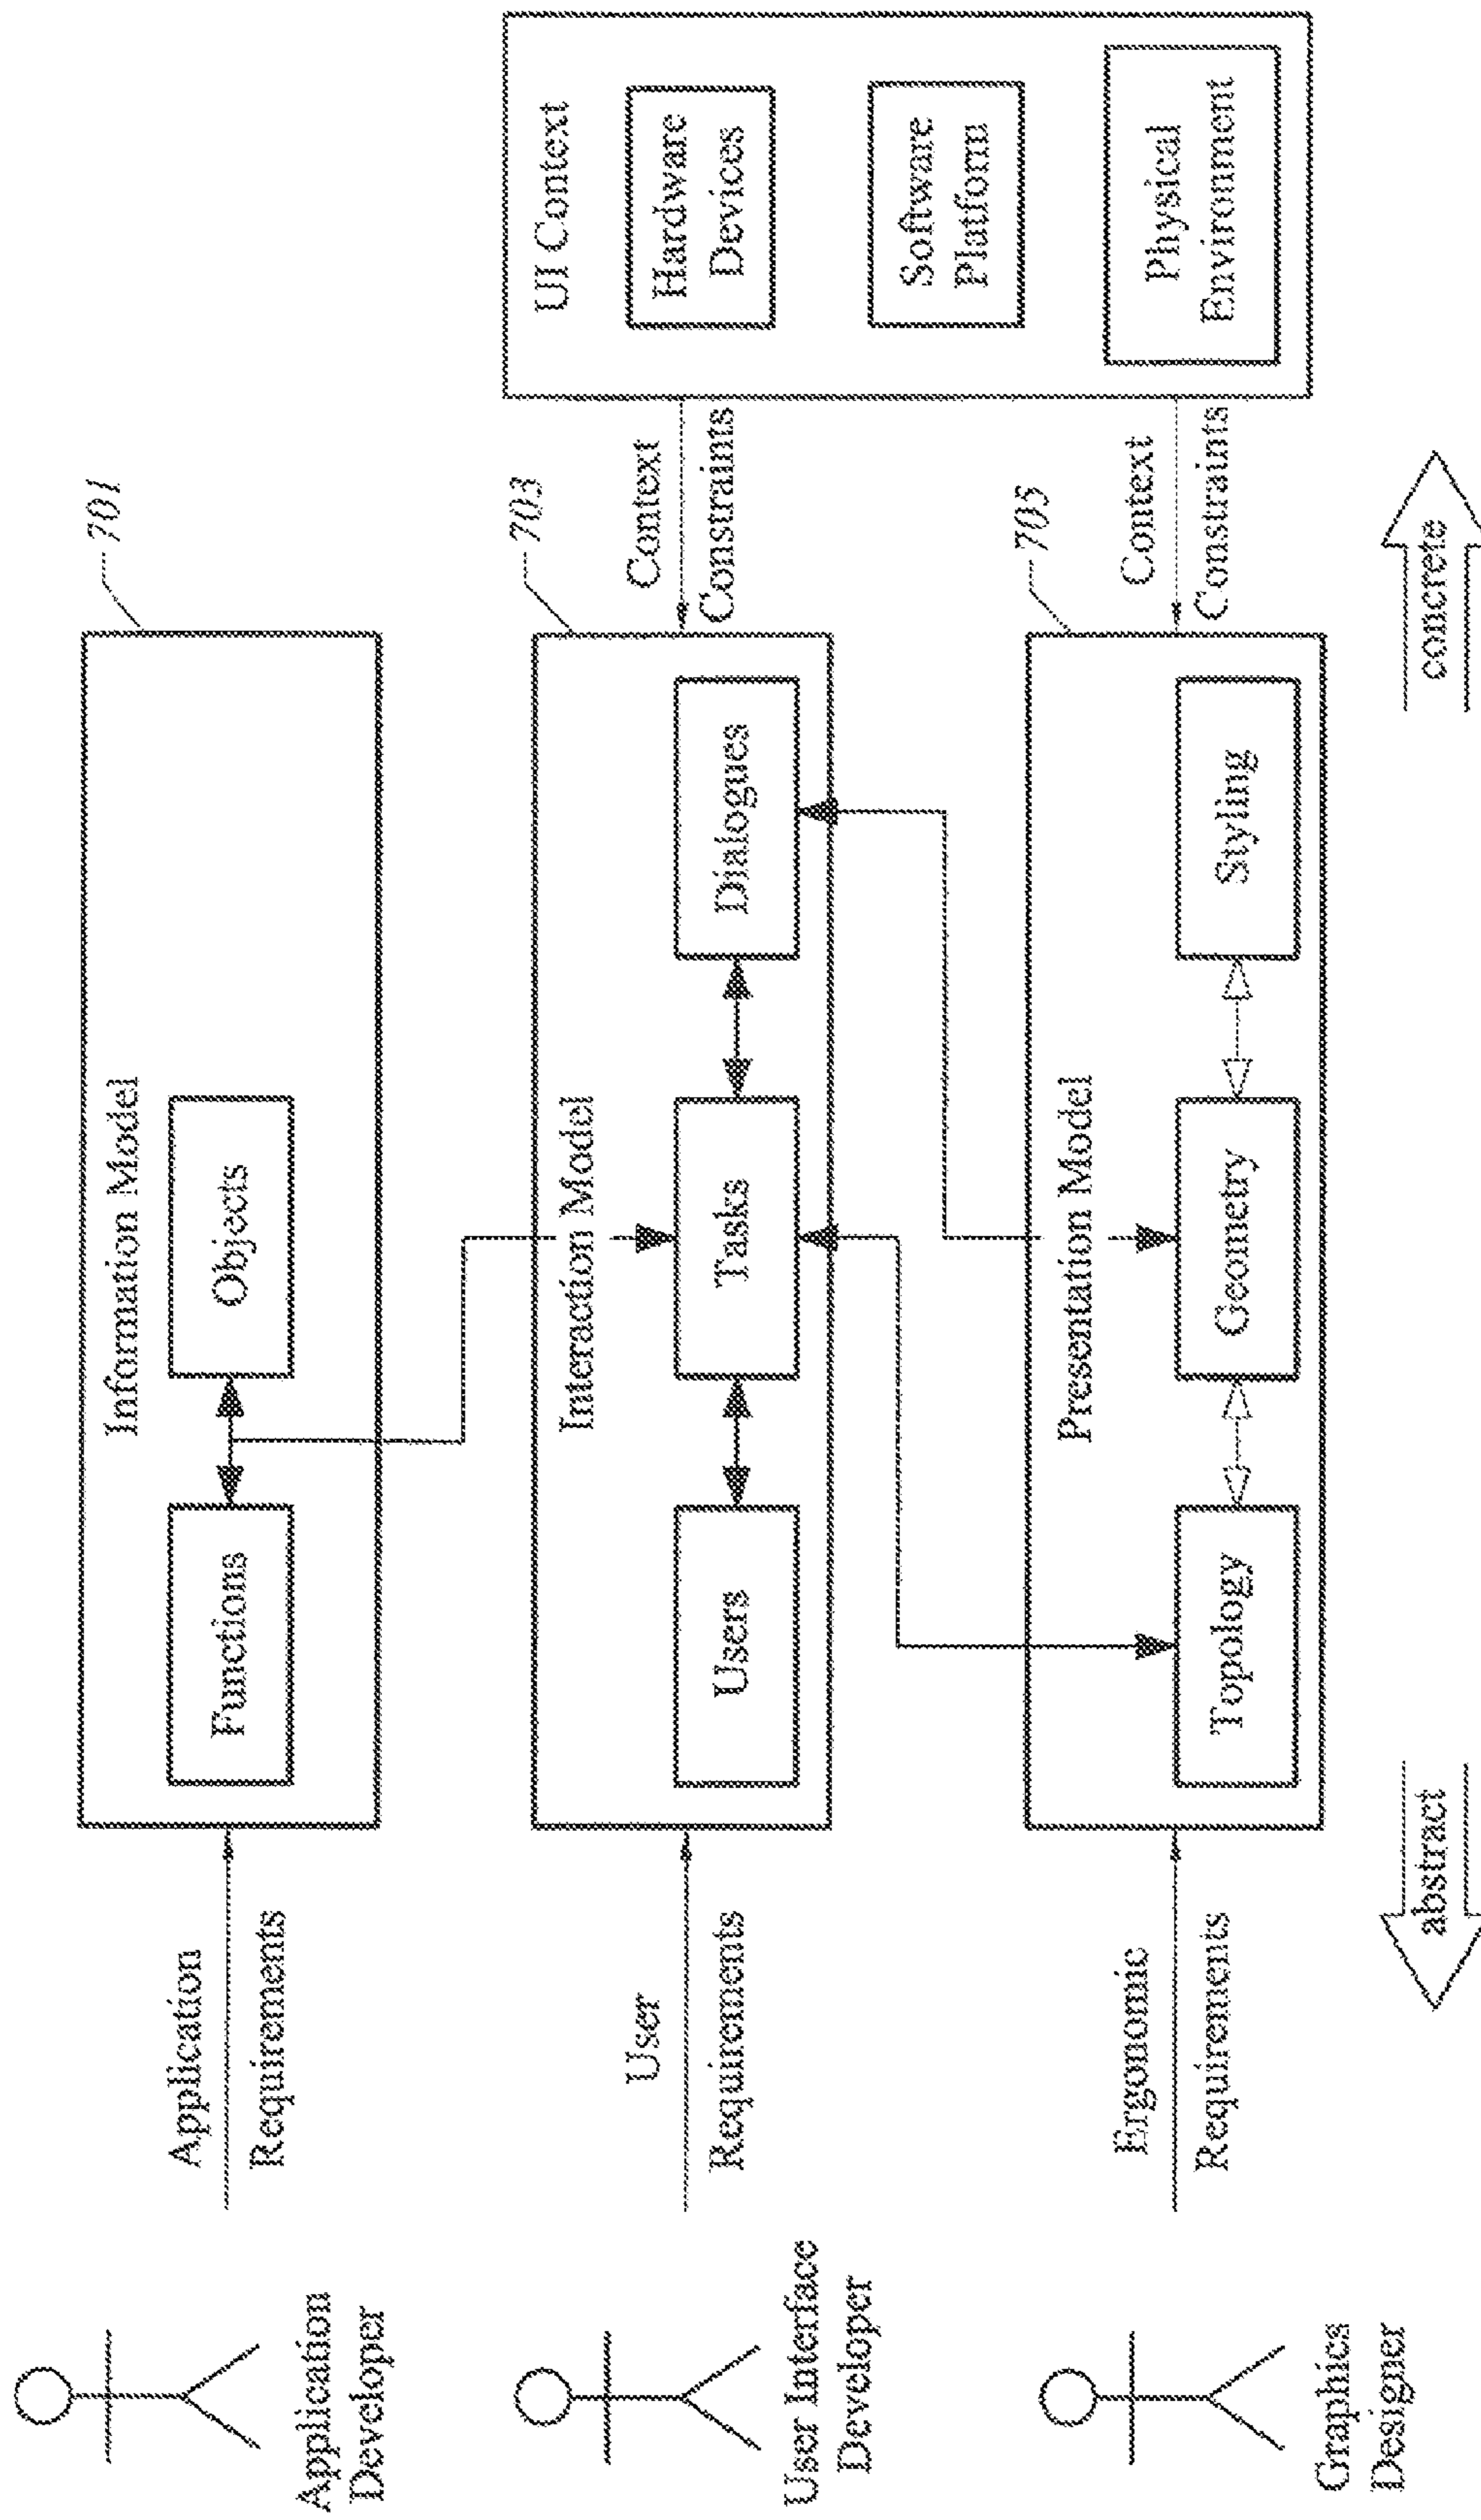 Application
Developer
Application
Requirements
Information Model
Functions
Objects
701
User Interface
Developer
User
Requirements
Interaction Model
Users
Tasks
Dialogues
703
Context
Constraints
Graphics
Designer
Ergonomic
Requirements
Presentation Model
Topology
Geometry
Styling
705
Context
Constraints
UI Context
Hardware
Devices
Software
Platform
Physical
Environment
abstract
concrete